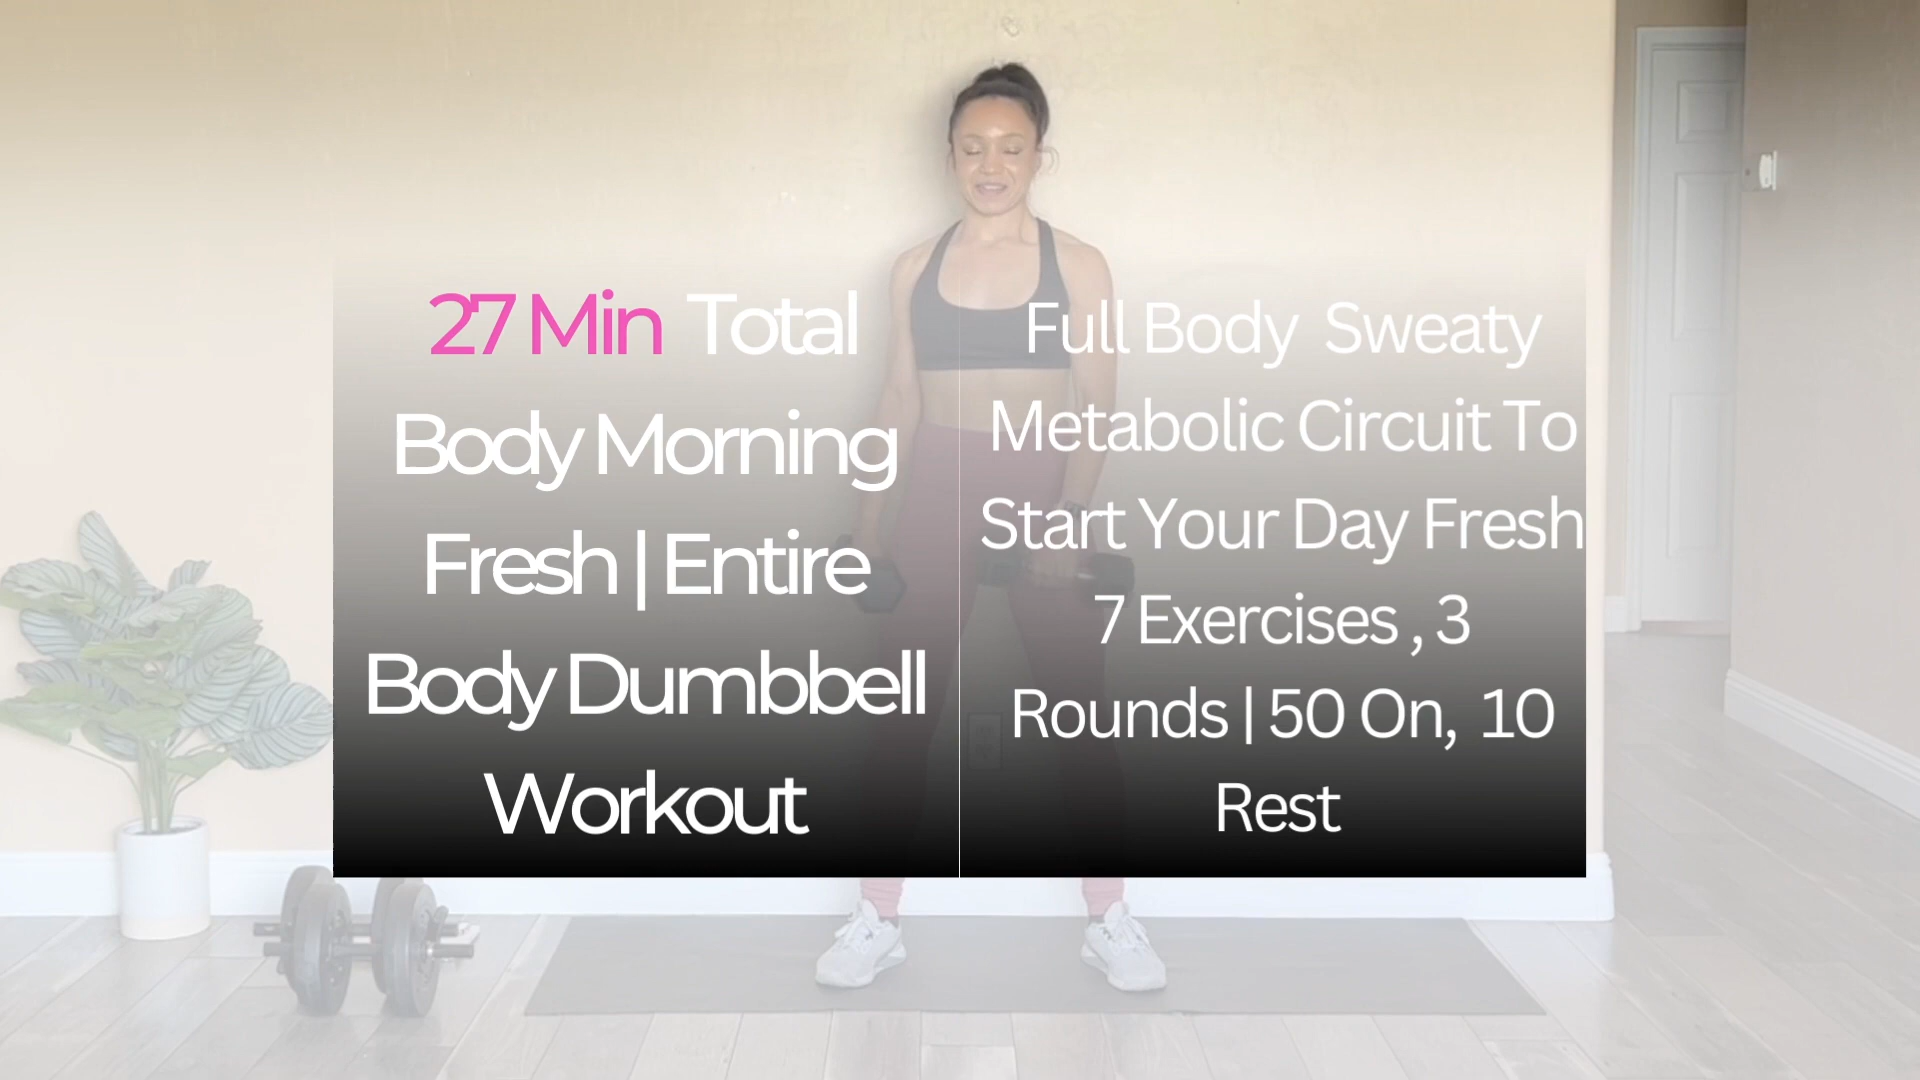 27 Min Total
Body Morning
Fresh | Entire
Body Dumbbell
Workout
Full Body Sweaty
Metabolic Circuit To
Start Your Day Fresh
7 Exercises , 3
Rounds | 50 On, 10
Rest